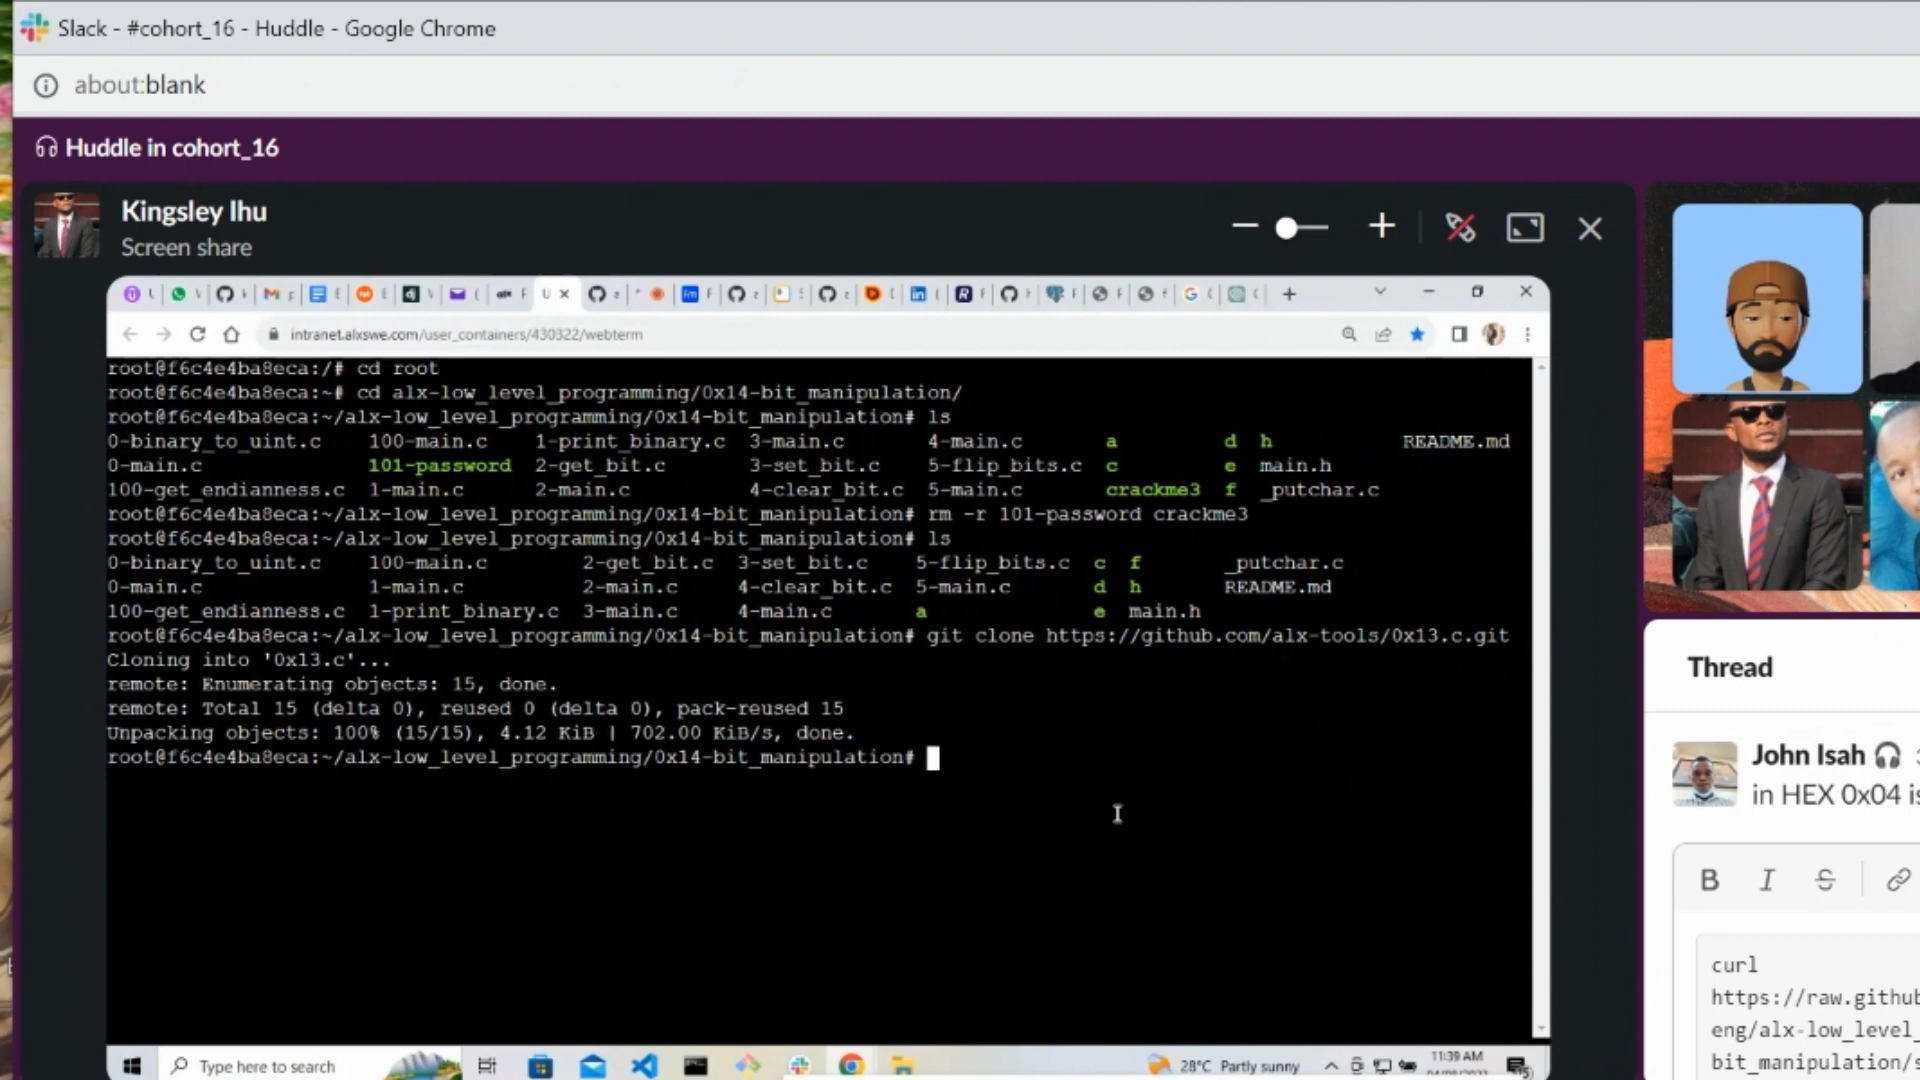 Slack - #cohort_16 - Huddle - Google Chrome
about:blank
Huddle in cohort_16
Kingsley Ihu
Screen share
intranet.alxswe.com/user_containers/430322/webterm
root@f6c4e4ba8eca:/# cd root
root@f6c4e4ba8eca:~# cd alx-low_level_programming/0x14-bit_manipulation/
root@f6c4e4ba8eca:~/alx-low_level_programming/0x14-bit_manipulation# ls
0-binary_to_uint.c 100-main.c 1-print_binary.c 3-main.c 4-main.c a d h README.md
0-main.c 101-password 2-get_bit.c 3-set_bit.c 5-flip_bits.c c e main.h
100-get_endianness.c 1-main.c 2-main.c 4-clear_bit.c 5-main.c crackme3 f _putchar.c
root@f6c4e4ba8eca:~/alx-low_level_programming/0x14-bit_manipulation# rm -r 101-password crackme3
root@f6c4e4ba8eca:~/alx-low_level_programming/0x14-bit_manipulation# ls
0-binary_to_uint.c 100-main.c 2-get_bit.c 3-set_bit.c 5-flip_bits.c c f _putchar.c
0-main.c 1-main.c 2-main.c 4-clear_bit.c 5-main.c d h README.md
100-get_endianness.c 1-print_binary.c 3-main.c 4-main.c a e main.h
root@f6c4e4ba8eca:~/alx-low_level_programming/0x14-bit_manipulation# git clone https://github.com/alx-tools/0x13.c.git
Cloning into '0x13.c'...
remote: Enumerating objects: 15, done.
remote: Total 15 (delta 0), reused 0 (delta 0), pack-reused 15
Unpacking objects: 100% (15/15), 4.12 KiB | 702.00 KiB/s, done.
root@f6c4e4ba8eca:~/alx-low_level_programming/0x14-bit_manipulation#
Type here to search
28°C Partly sunny
11:39 AM
Thread
John Isah
in HEX 0x04
B I S
curl
https://raw.github
eng/alx-low_level_
bit_manipulation/s